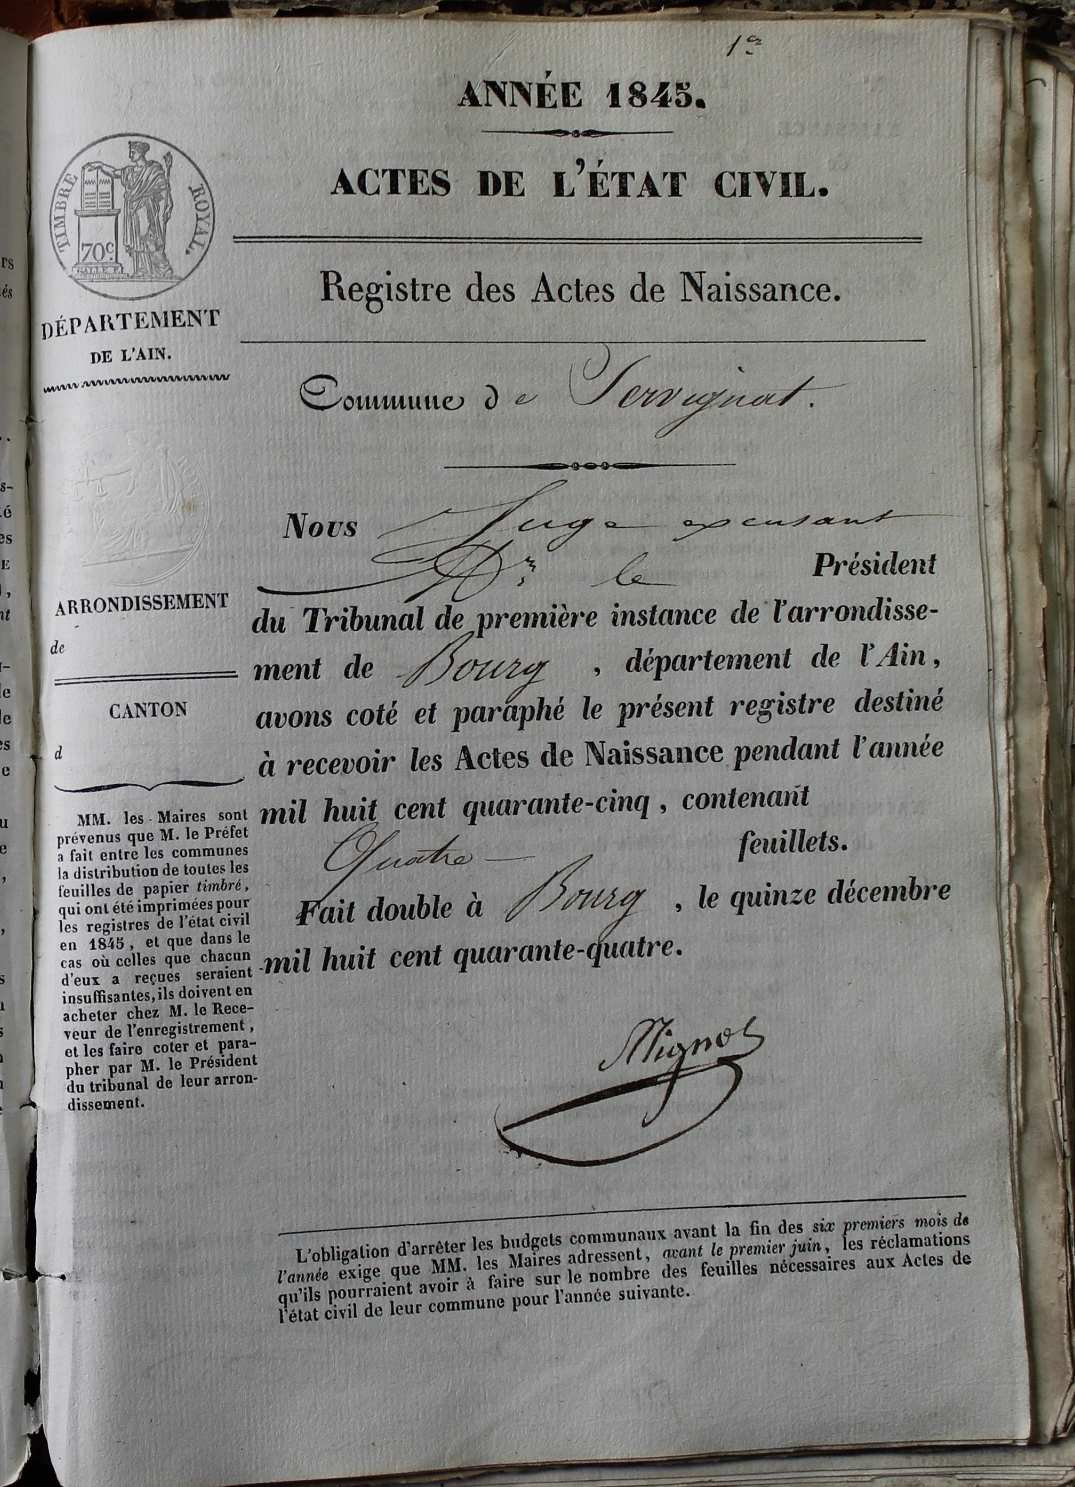 1er
ANNÉE 1845.
ACTES DE L'ÉTAT CIVIL.
TIMBRE ROYAL.
70c
DÉPARTEMENT
DE L'AIN.
Registre des Actes de Naissance.
Commune de Servignat.
Nous Juge excusant
Mr. le Président
du Tribunal de première instance de l'arrondisse-
ment de Bourg, département de l'Ain,
avons coté et paraphé le présent registre destiné
à recevoir les Actes de Naissance pendant l'année
mil huit cent quarante-cinq, contenant
Quatre feuillets.
Fait double à Bourg, le quinze décembre
mil huit cent quarante-quatre.
Mignot
ARRONDISSEMENT
de
CANTON
d
MM. les Maires sont
prévenus que M. le Préfet
a fait entre les communes
la distribution de toutes les
feuilles de papier timbré,
qui ont été imprimées pour
les registres de l'état civil
en 1845, et que dans le
cas où celles que chacun
d'eux a reçues seraient
insuffisantes, ils doivent en
acheter chez M. le Rece-
veur de l'enregistrement,
et les faire coter et para-
pher par M. le Président
du tribunal de leur arron-
dissement.
L'obligation d'arrêter les budgets communaux avant la fin des six premiers mois de
l'année exige que MM. les Maires adressent, avant le premier juin, les réclamations
qu'ils pourraient avoir à faire sur le nombre des feuilles nécessaires aux Actes de
l'état civil de leur commune pour l'année suivante.